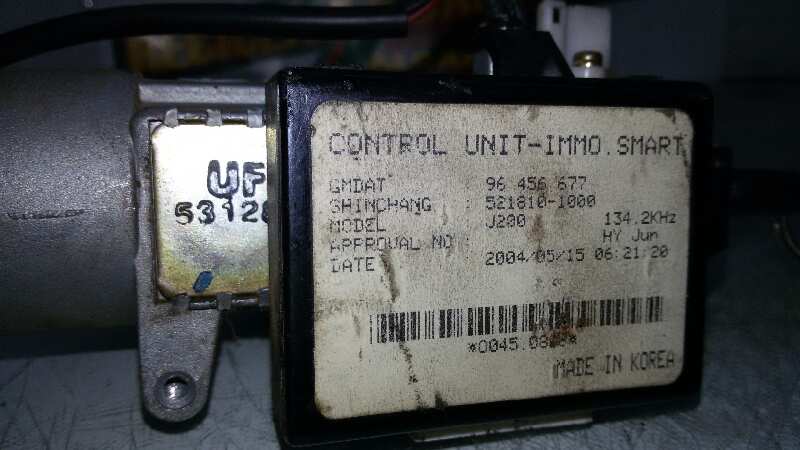 CONTROL UNIT-IMMO.SMART
GMDAT : 96 456 677
SHINCHANG : 521810-1000
MODEL : J200 134.2KHz
APPROVAL NO : HY Jun
DATE : 2004/05/15 06:21:20
MADE IN KOREA
UF